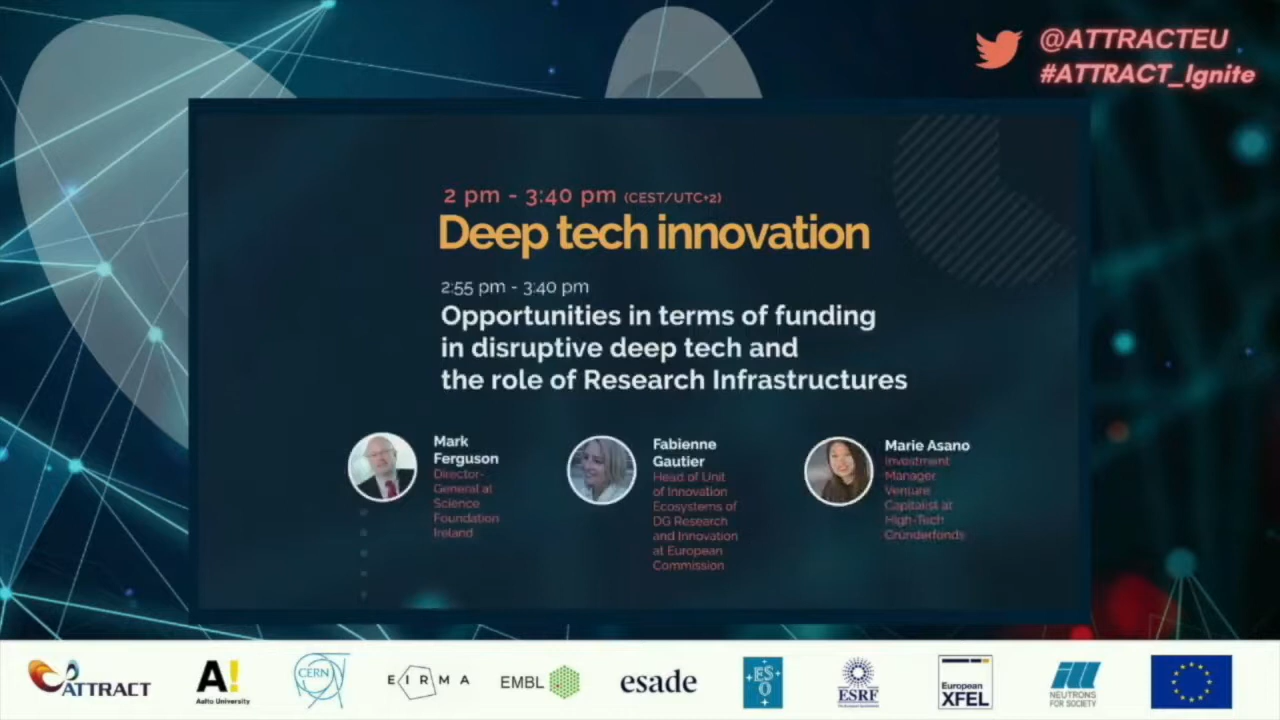 @ATTRACTEU
#ATTRACT_Ignite
2 pm - 3:40 pm (CEST/UTC+2)
Deep tech innovation
2:55 pm - 3:40 pm
Opportunities in terms of funding
in disruptive deep tech and
the role of Research Infrastructures
Mark
Ferguson
Director-
General at
Science
Foundation
Ireland
Fabienne
Gautier
Head of Unit
of Innovation
Ecosystems of
DG Research
and Innovation
at European
Commission
Marie Asano
Investment
Manager
Venture
Capitalist at
High-Tech
Gründerfonds
ATTRACT
A!
Aalto University
CERN
EIRMA
EMBL
esade
ESO
ESRF
European
XFEL
ill
NEUTRONS
FOR SOCIETY